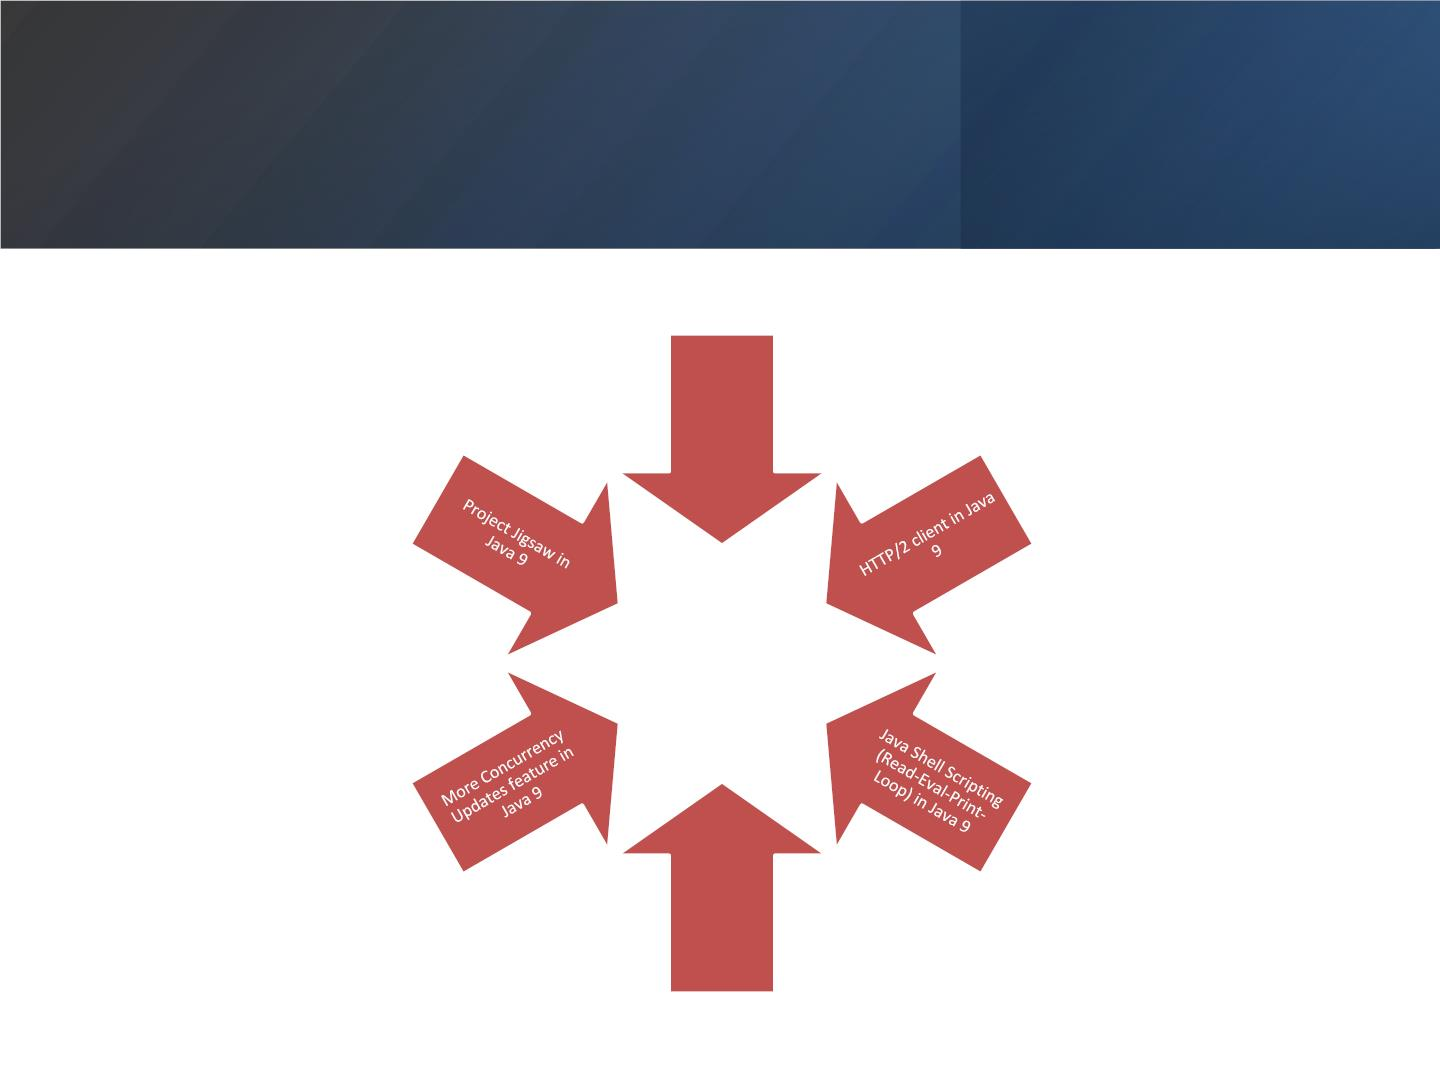 Project Jigsaw in
Java 9
HTTP/2 client in Java
9
More Concurrency
Updates feature in
Java 9
Java Shell Scripting
(Read-Eval-Print-
Loop) in Java 9